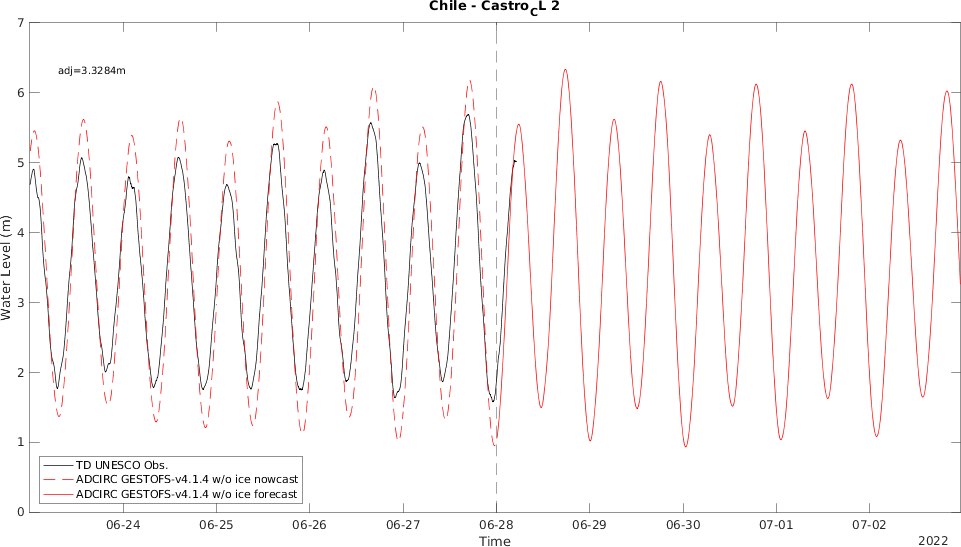 Chile - Castro_CL 2
7
adj=3.3284m
6
5
4
3
2
1
0
Water Level (m)
TD UNESCO Obs.
ADCIRC GESTOFS-v4.1.4 w/o ice nowcast
ADCIRC GESTOFS-v4.1.4 w/o ice forecast
06-24 06-25 06-26 06-27 06-28 06-29 06-30 07-01 07-02
Time
2022